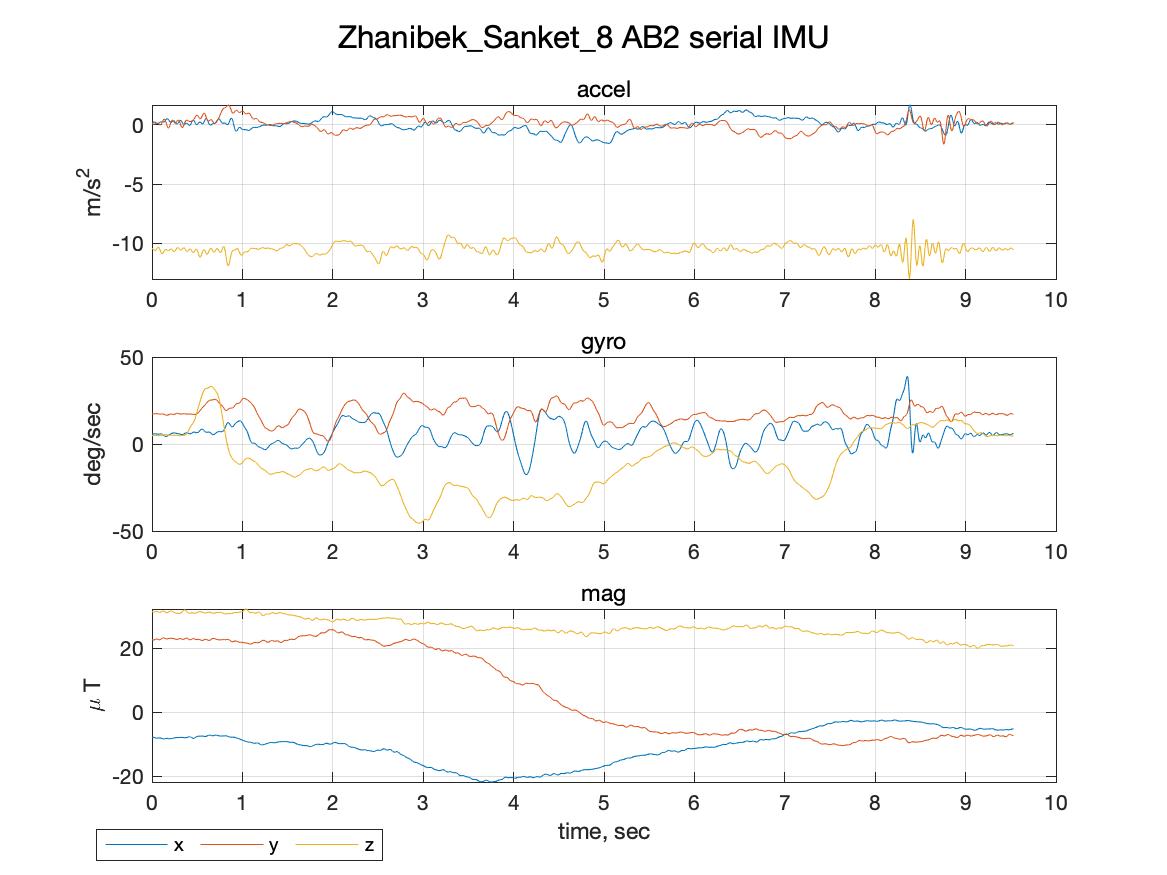 Zhanibek_Sanket_8 AB2 serial IMU
accel
m/s²
0
-5
-10
0 1 2 3 4 5 6 7 8 9 10
gyro
deg/sec
50
0
-50
0 1 2 3 4 5 6 7 8 9 10
mag
μ T
20
0
-20
0 1 2 3 4 5 6 7 8 9 10
time, sec
x y z